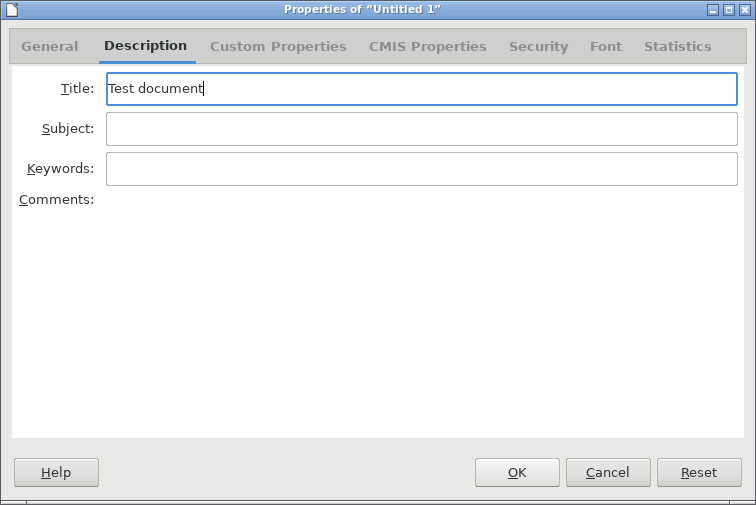 Properties of “Untitled 1”
General Description Custom Properties CMIS Properties Security Font Statistics
Title: Test document
Subject:
Keywords:
Comments:
Help OK Cancel Reset